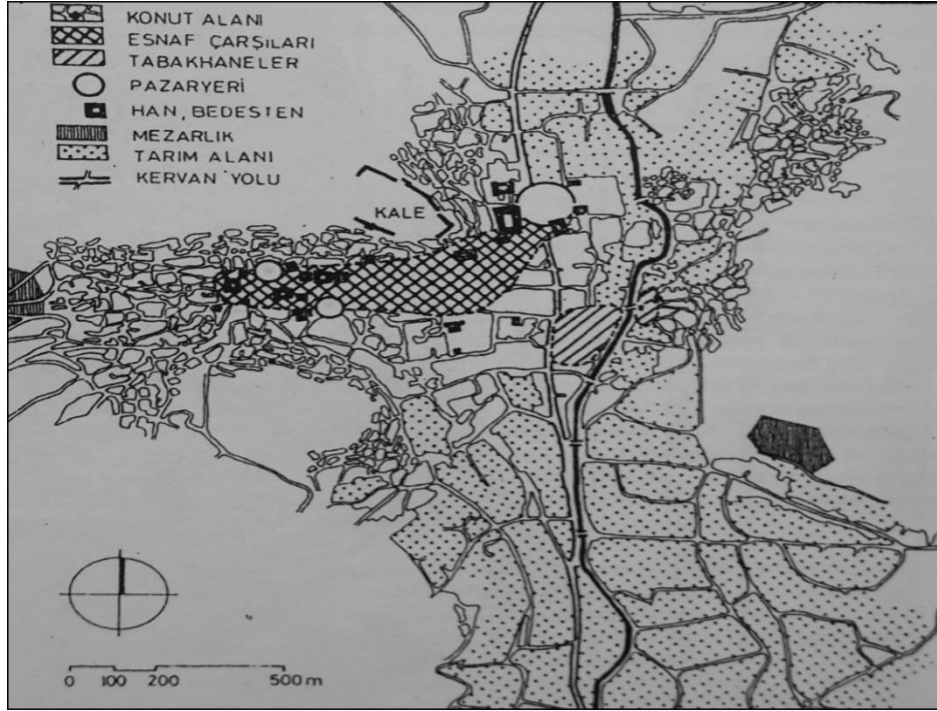 KONUT ALANI
ESNAF ÇARŞILARI
TABAKHANELER
PAZARYERİ
HAN, BEDESTEN
MEZARLIK
TARIM ALANI
KERVAN YOLU
KALE
0 100 200 500 m